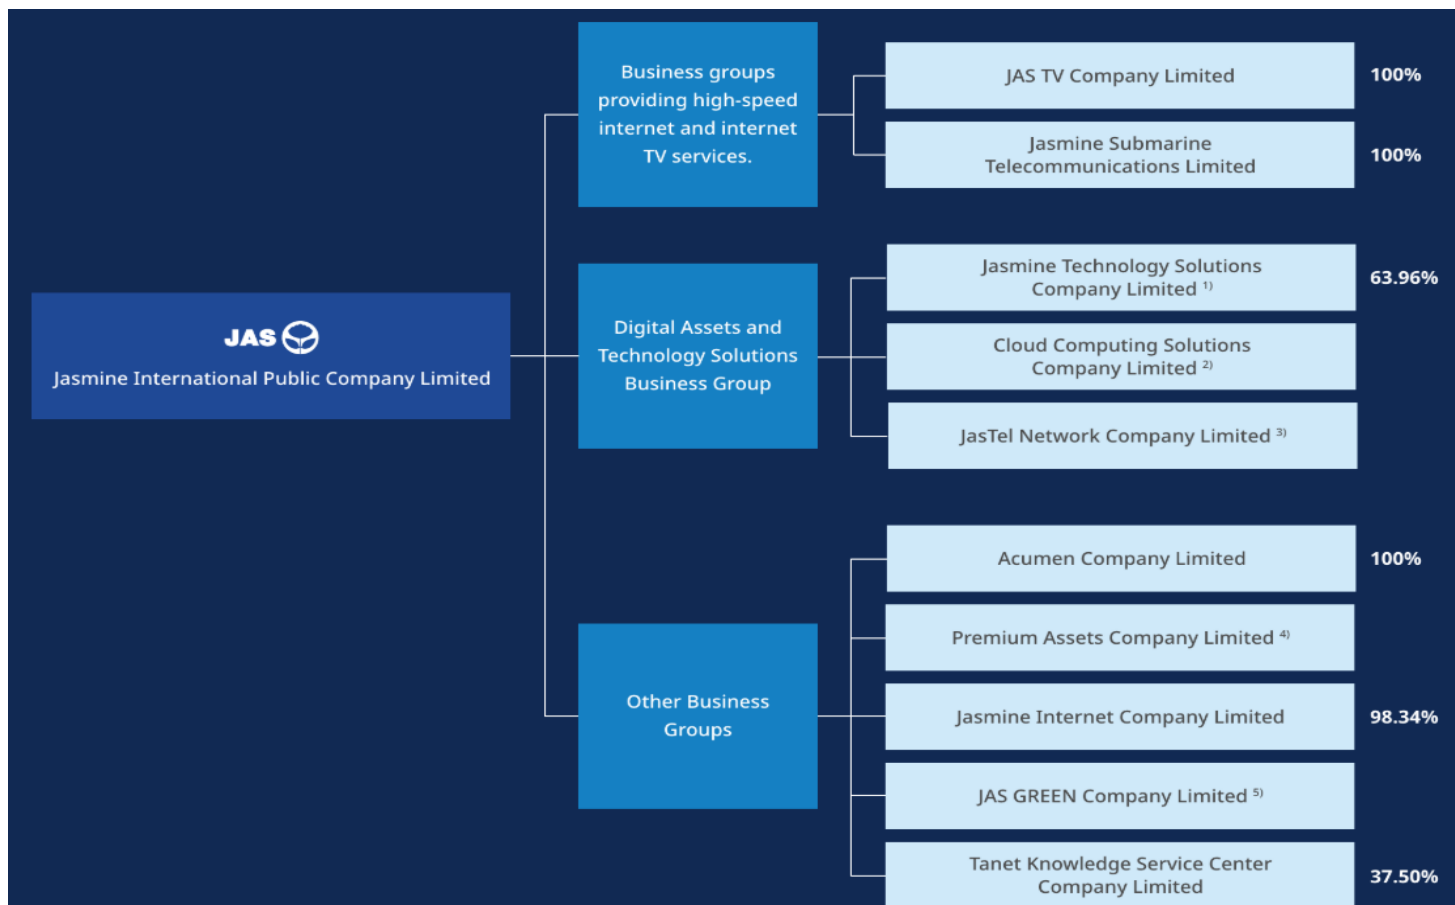 Business groups
providing high-speed
internet and internet
TV services.
JAS TV Company Limited
100%
Jasmine Submarine
Telecommunications Limited
100%
JAS
Jasmine International Public Company Limited
Digital Assets and
Technology Solutions
Business Group
Jasmine Technology Solutions
Company Limited 1)
63.96%
Cloud Computing Solutions
Company Limited 2)
JasTel Network Company Limited 3)
Other Business
Groups
Acumen Company Limited
100%
Premium Assets Company Limited 4)
Jasmine Internet Company Limited
98.34%
JAS GREEN Company Limited 5)
Tanet Knowledge Service Center
Company Limited
37.50%